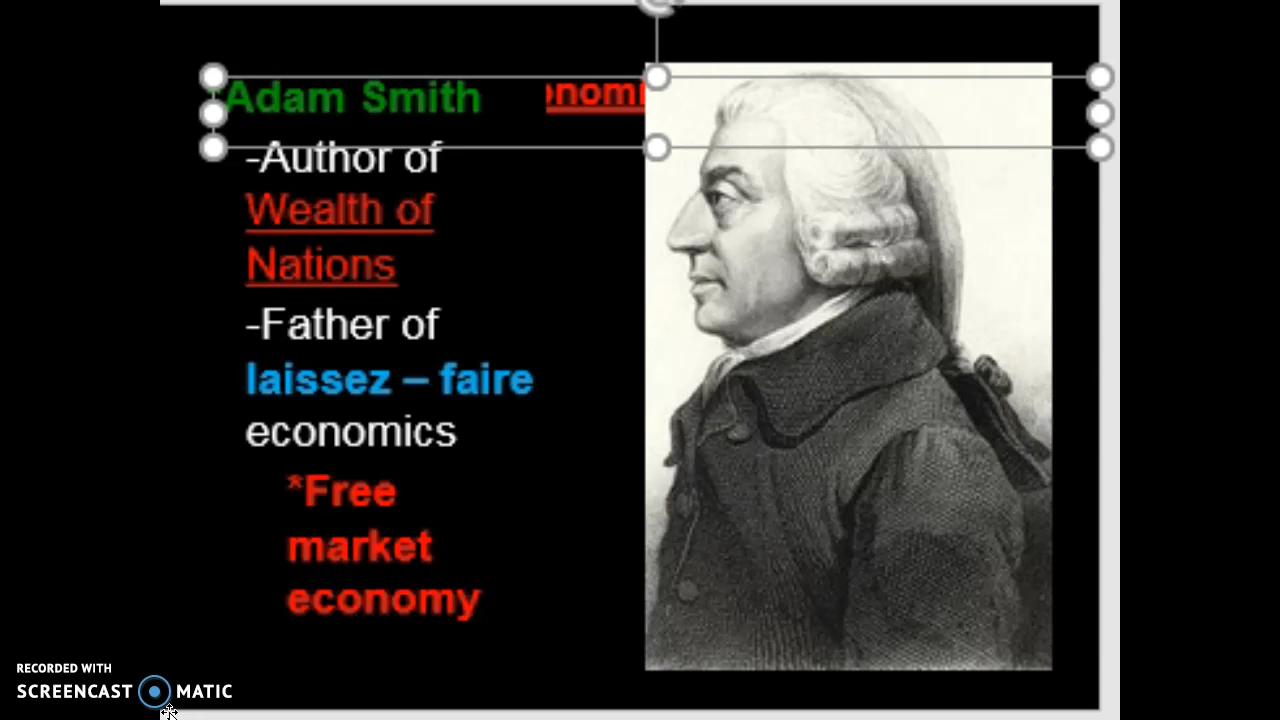 *Adam Smith
-Author of
Wealth of
Nations
-Father of
laissez – faire
economics
*Free
market
economy
RECORDED WITH
SCREENCAST MATIC